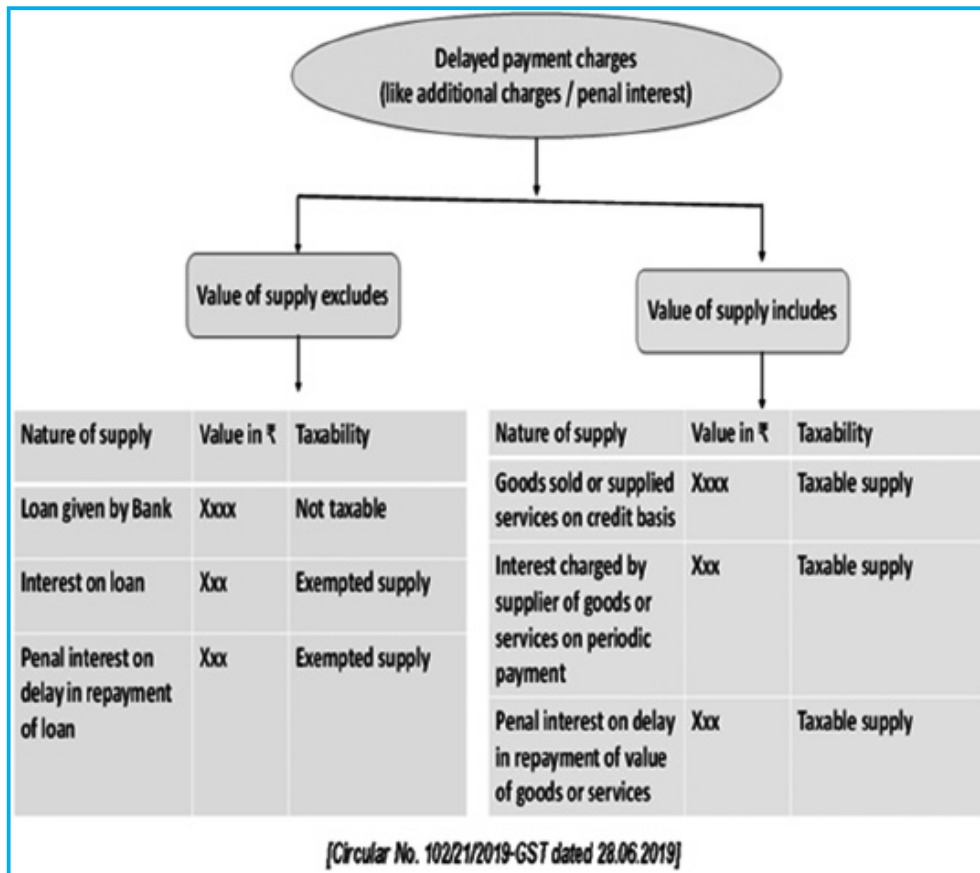 Delayed payment charges
(like additional charges / penal interest)
Value of supply excludes
Value of supply includes
Nature of supply Value in ₹ Taxability
Loan given by Bank Xxxx Not taxable
Interest on loan Xxx Exempted supply
Penal interest on Xxx Exempted supply
delay in repayment
of loan
Nature of supply Value in ₹ Taxability
Goods sold or supplied Xxxx Taxable supply
services on credit basis
Interest charged by Xxx Taxable supply
supplier of goods or
services on periodic
payment
Penal interest on delay Xxx Taxable supply
in repayment of value
of goods or services
[Circular No. 102/21/2019-GST dated 28.06.2019]